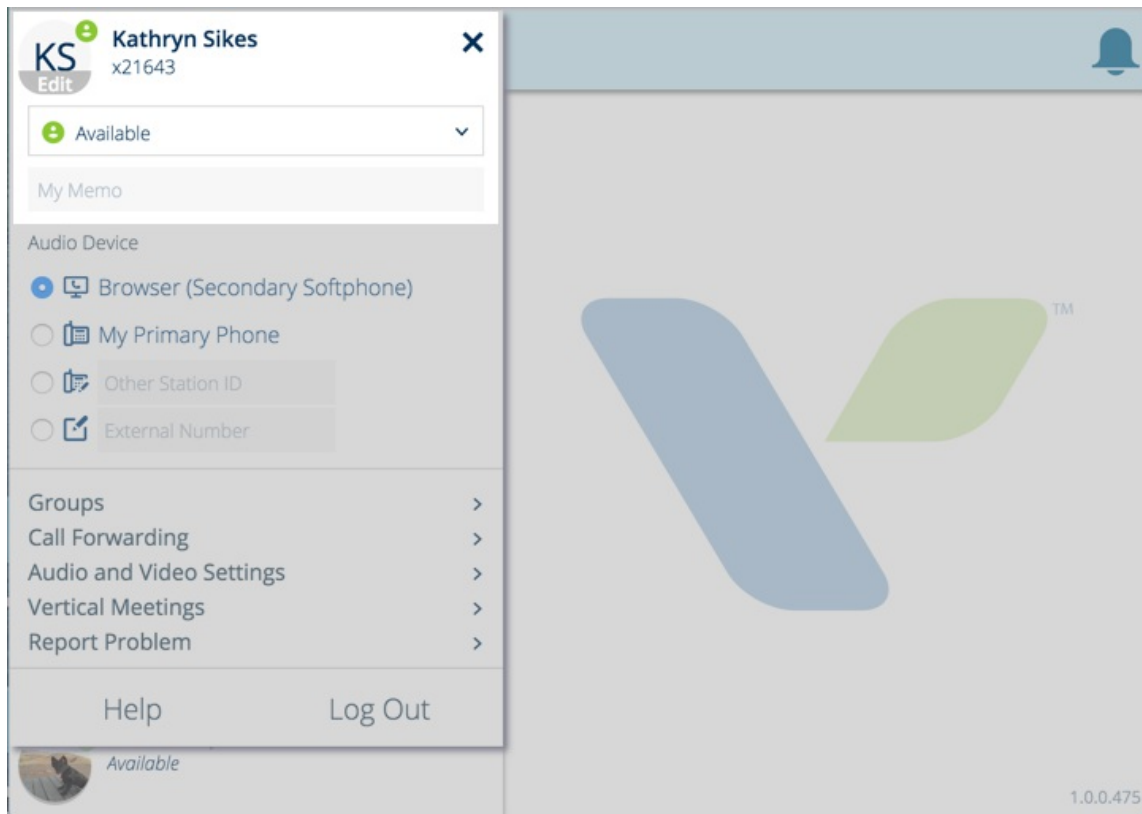 KS
Edit
Kathryn Sikes
x21643
Available
My Memo
Audio Device
Browser (Secondary Softphone)
My Primary Phone
Other Station ID
External Number
Groups
Call Forwarding
Audio and Video Settings
Vertical Meetings
Report Problem
Help
Log Out
Available
TM
1.0.0.475